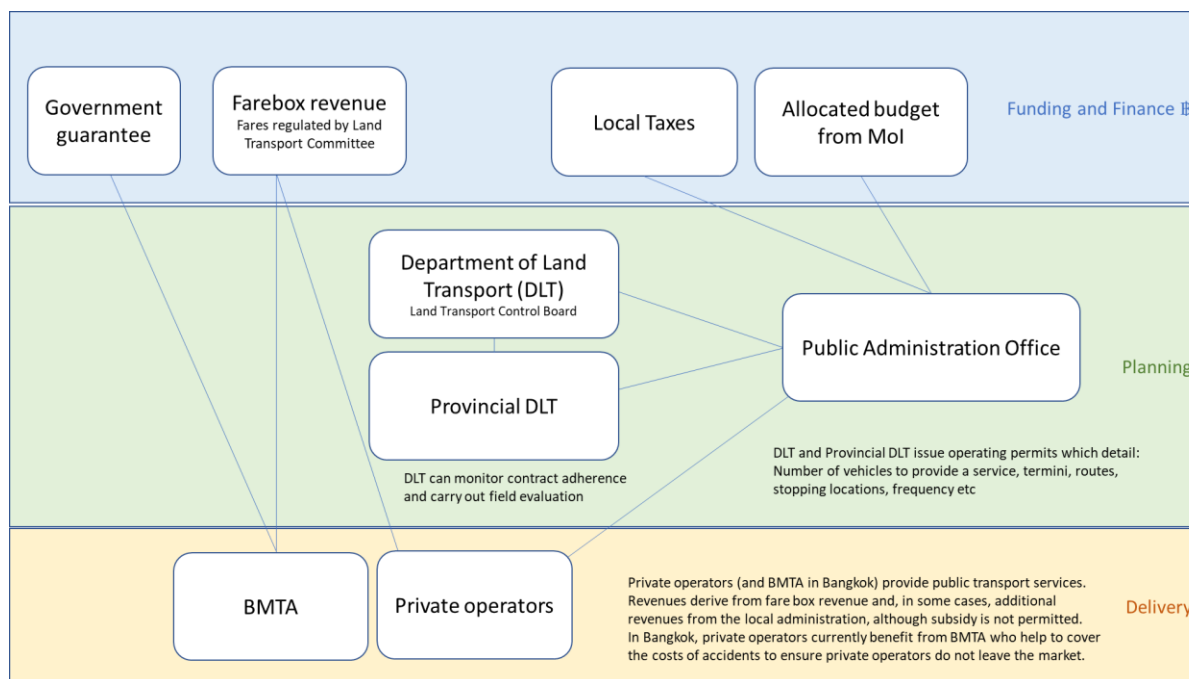 Government
guarantee
Farebox revenue
Fares regulated by Land
Transport Committee
Local Taxes
Allocated budget
from MoI
Funding and Finance ฿
Department of Land
Transport (DLT)
Land Transport Control Board
Public Administration Office
Planning
Provincial DLT
DLT can monitor contract adherence
and carry out field evaluation
DLT and Provincial DLT issue operating permits which detail:
Number of vehicles to provide a service, termini, routes,
stopping locations, frequency etc
BMTA
Private operators
Private operators (and BMTA in Bangkok) provide public transport services.
Revenues derive from fare box revenue and, in some cases, additional
revenues from the local administration, although subsidy is not permitted.
In Bangkok, private operators currently benefit from BMTA who help to cover
the costs of accidents to ensure private operators do not leave the market.
Delivery